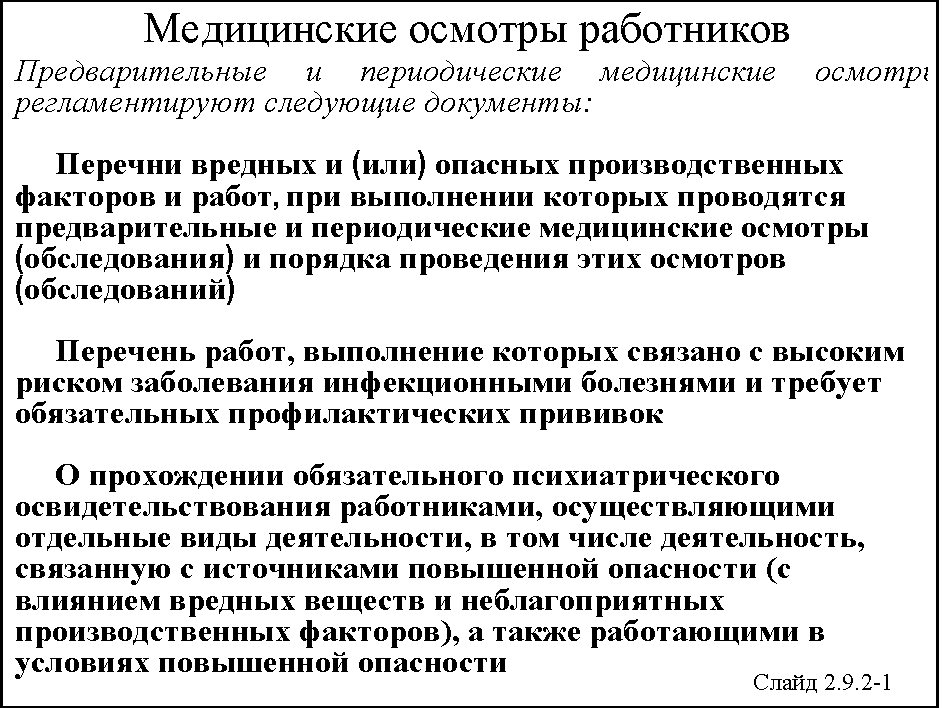 Медицинские осмотры работников
Предварительные и периодические медицинские осмотры
регламентируют следующие документы:
Перечни вредных и (или) опасных производственных
факторов и работ, при выполнении которых проводятся
предварительные и периодические медицинские осмотры
(обследования) и порядка проведения этих осмотров
(обследований)
Перечень работ, выполнение которых связано с высоким
риском заболевания инфекционными болезнями и требует
обязательных профилактических прививок
О прохождении обязательного психиатрического
освидетельствования работниками, осуществляющими
отдельные виды деятельности, в том числе деятельность,
связанную с источниками повышенной опасности (с
влиянием вредных веществ и неблагоприятных
производственных факторов), а также работающими в
условиях повышенной опасности
Слайд 2.9.2-1